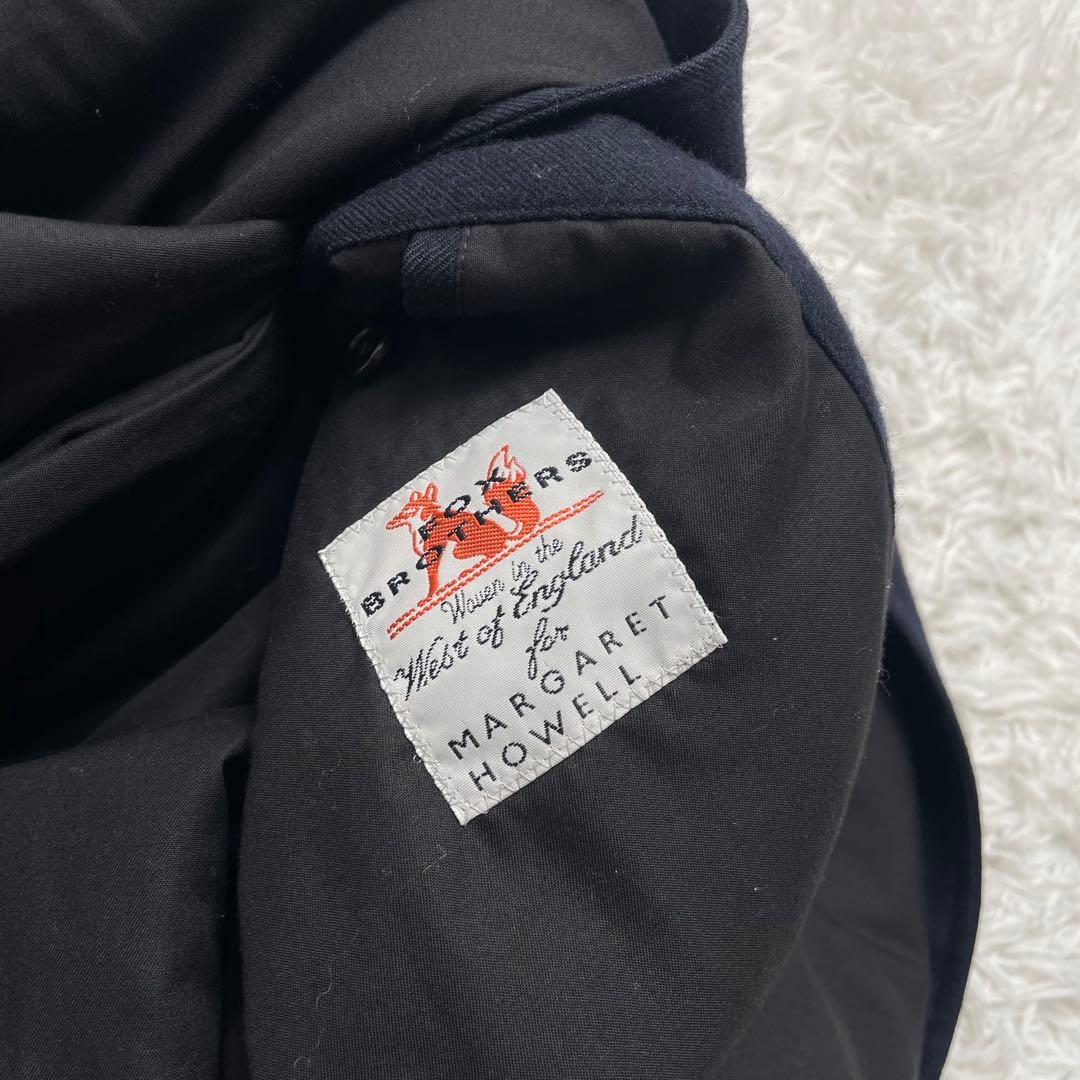 FOX
BROTHERS
Woven in the
West of England
for
MARGARET
HOWELL